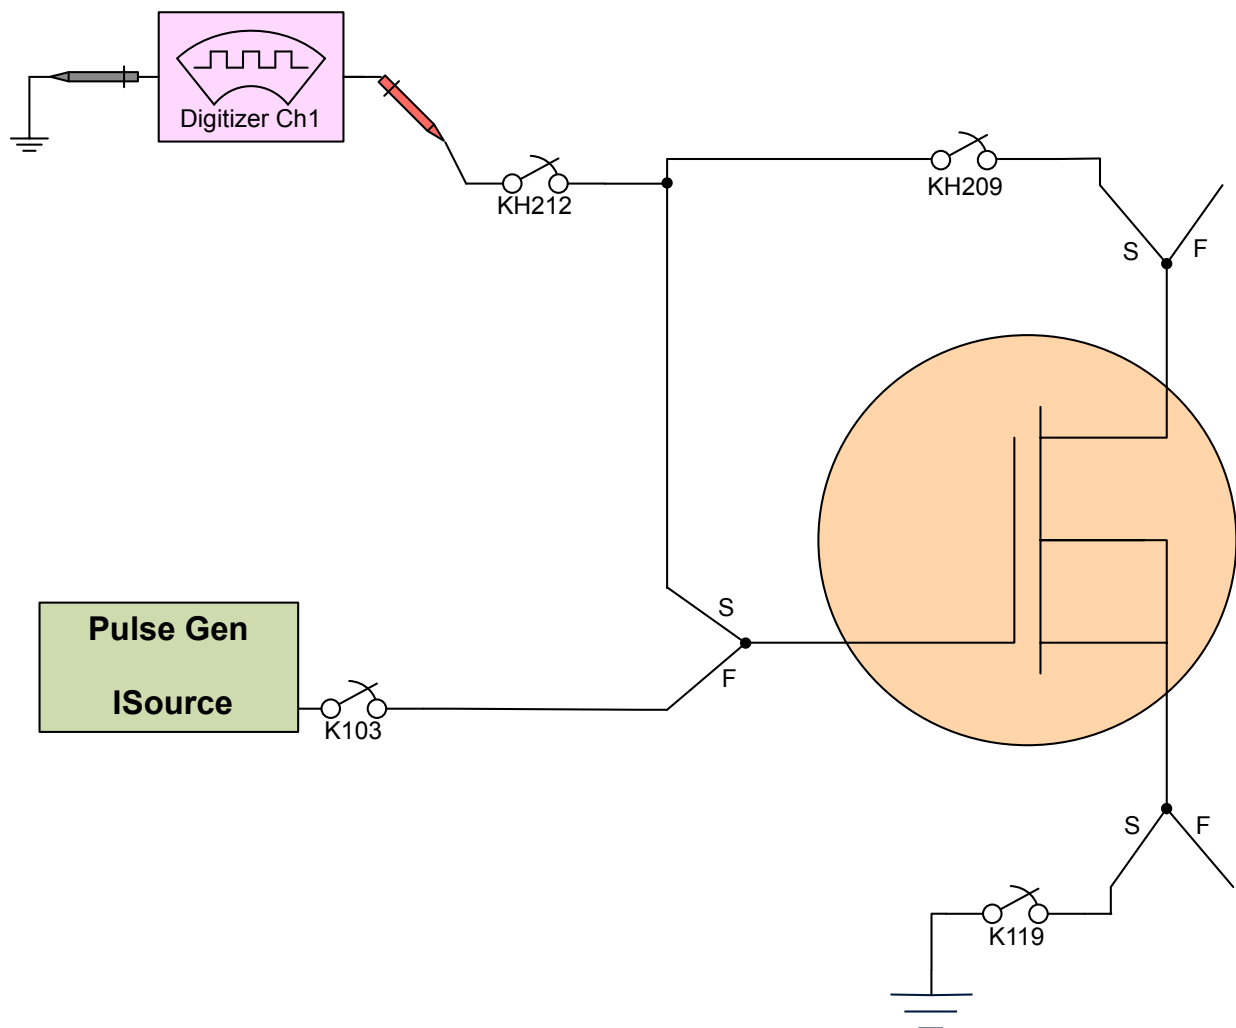 Digitizer Ch1
KH212
KH209
S
F
S
F
Pulse Gen
ISource
K103
S
F
K119